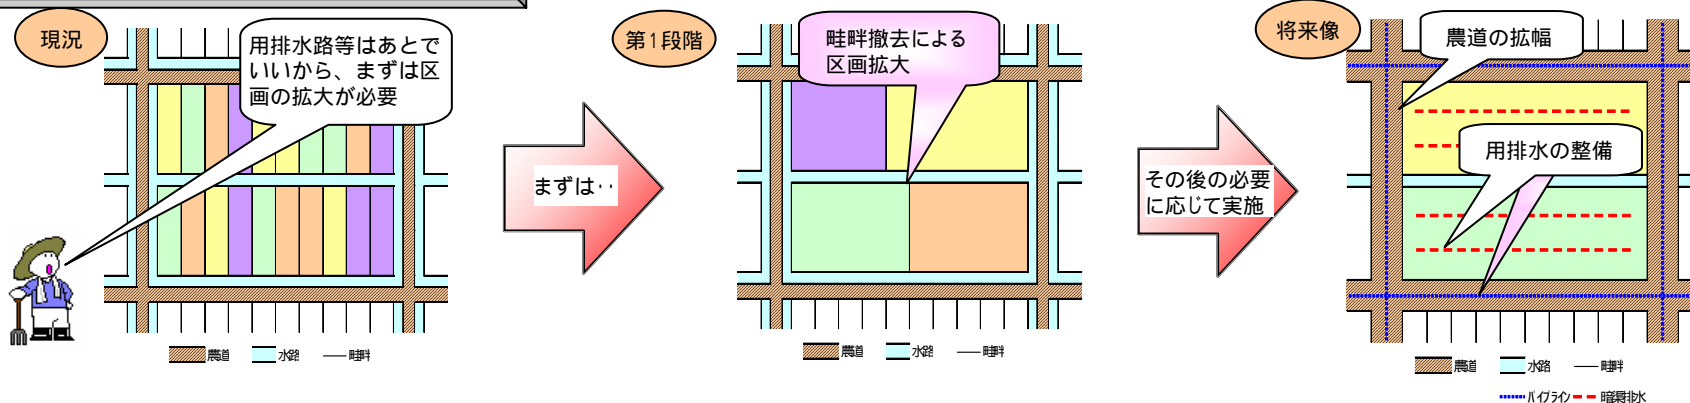 現況
用排水路等はあとで
いいから、まずは区
画の拡大が必要
農道 水路 畦畔
まずは‥
第1段階
畦畔撤去による
区画拡大
農道 水路 畦畔
その後の必要
に応じて実施
将来像
農道の拡幅
用排水の整備
農道 水路 畦畔
パイプライン 暗渠排水